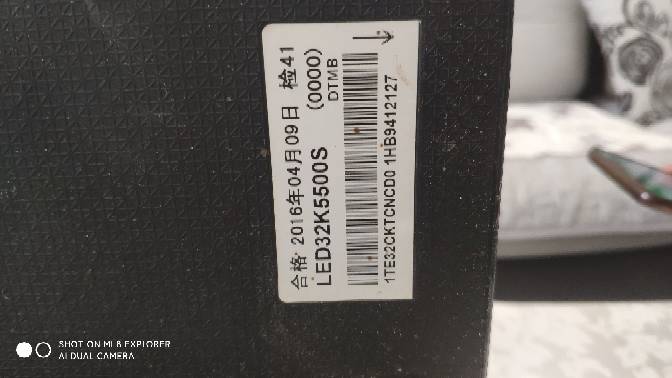 合格 2016年04月09日 检41
LED32K5500S (0000)
DTMB
1TE32CKTCNCD0 1HB9412127
SHOT ON MI 8 EXPLORER
AI DUAL CAMERA